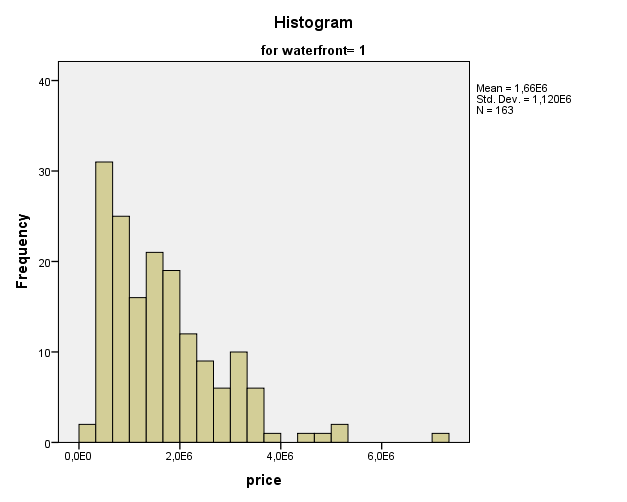 Histogram
for waterfront= 1
Mean = 1,66E6
Std. Dev. = 1,120E6
N = 163
Frequency
40
30
20
10
0
0,0E0 2,0E6 4,0E6 6,0E6
price